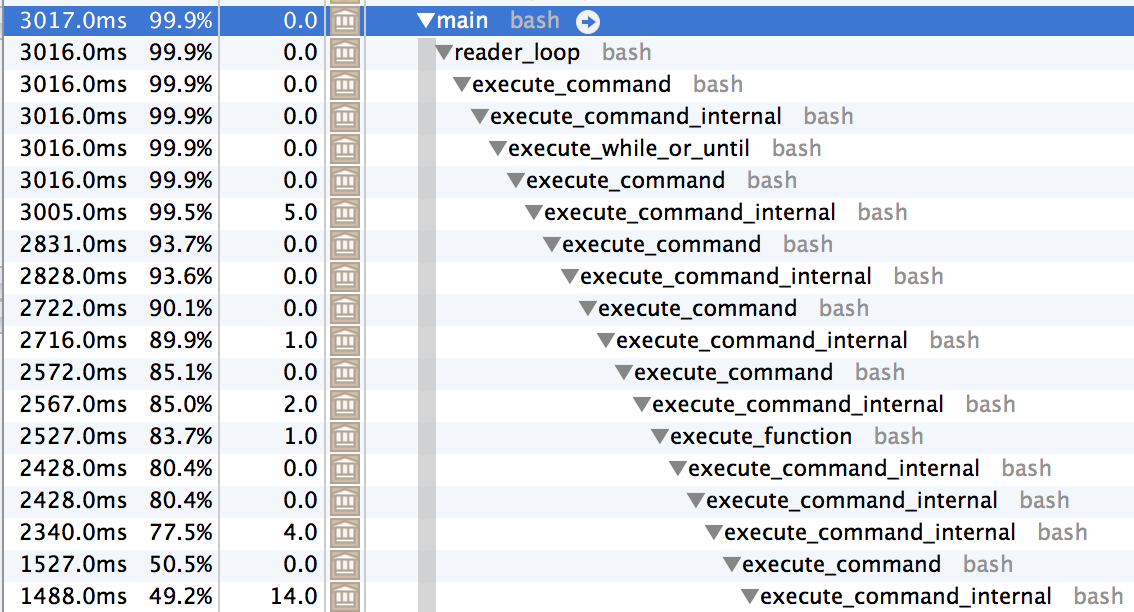 3017.0ms 99.9% 0.0 main bash
3016.0ms 99.9% 0.0 reader_loop bash
3016.0ms 99.9% 0.0 execute_command bash
3016.0ms 99.9% 0.0 execute_command_internal bash
3016.0ms 99.9% 0.0 execute_while_or_until bash
3016.0ms 99.9% 0.0 execute_command bash
3005.0ms 99.5% 5.0 execute_command_internal bash
2831.0ms 93.7% 0.0 execute_command bash
2828.0ms 93.6% 0.0 execute_command_internal bash
2722.0ms 90.1% 0.0 execute_command bash
2716.0ms 89.9% 1.0 execute_command_internal bash
2572.0ms 85.1% 0.0 execute_command bash
2567.0ms 85.0% 2.0 execute_command_internal bash
2527.0ms 83.7% 1.0 execute_function bash
2428.0ms 80.4% 0.0 execute_command_internal bash
2428.0ms 80.4% 0.0 execute_command_internal bash
2340.0ms 77.5% 4.0 execute_command_internal bash
1527.0ms 50.5% 0.0 execute_command bash
1488.0ms 49.2% 14.0 execute_command_internal bash